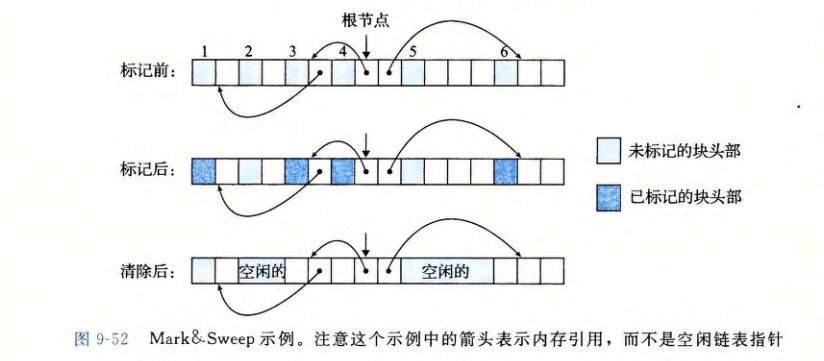 根节点
1 2 3 4 5 6
标记前：
标记后：
未标记的块头部
已标记的块头部
清除后：
空闲的 空闲的
图 9-52 Mark&Sweep 示例。注意这个示例中的箭头表示内存引用，而不是空闲链表指针